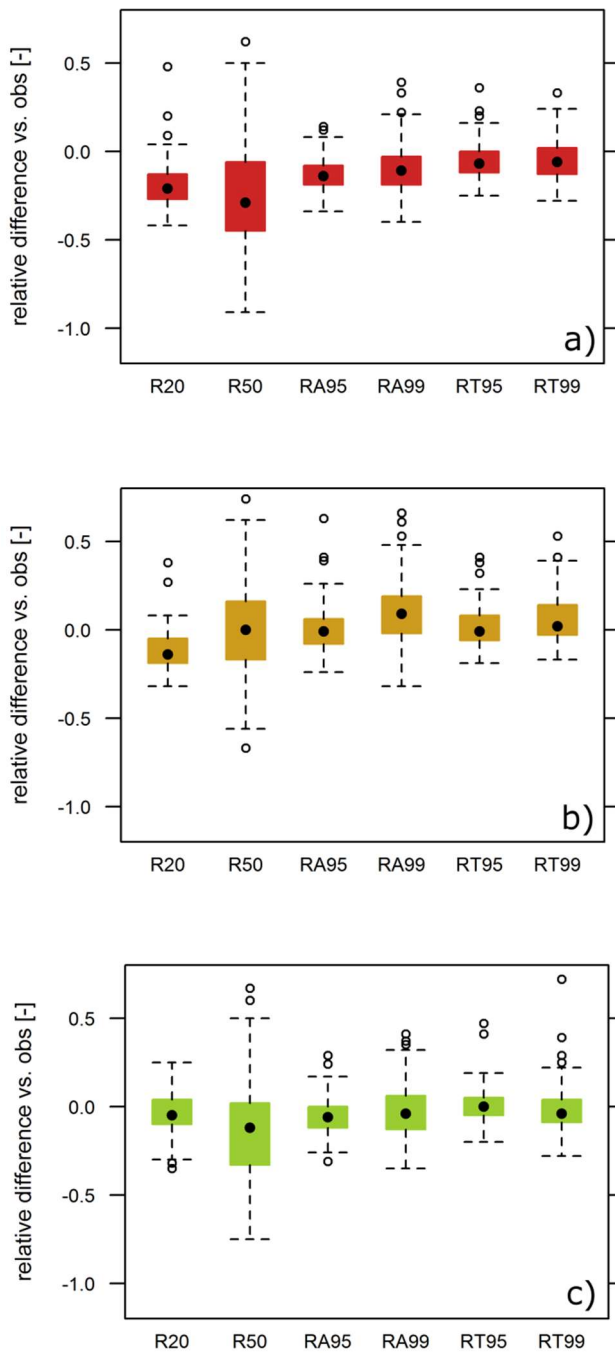 relative difference vs. obs [-]
0.5
0.0
-0.5
-1.0
a)
R20 R50 RA95 RA99 RT95 RT99
relative difference vs. obs [-]
0.5
0.0
-0.5
-1.0
b)
R20 R50 RA95 RA99 RT95 RT99
relative difference vs. obs [-]
0.5
0.0
-0.5
-1.0
c)
R20 R50 RA95 RA99 RT95 RT99